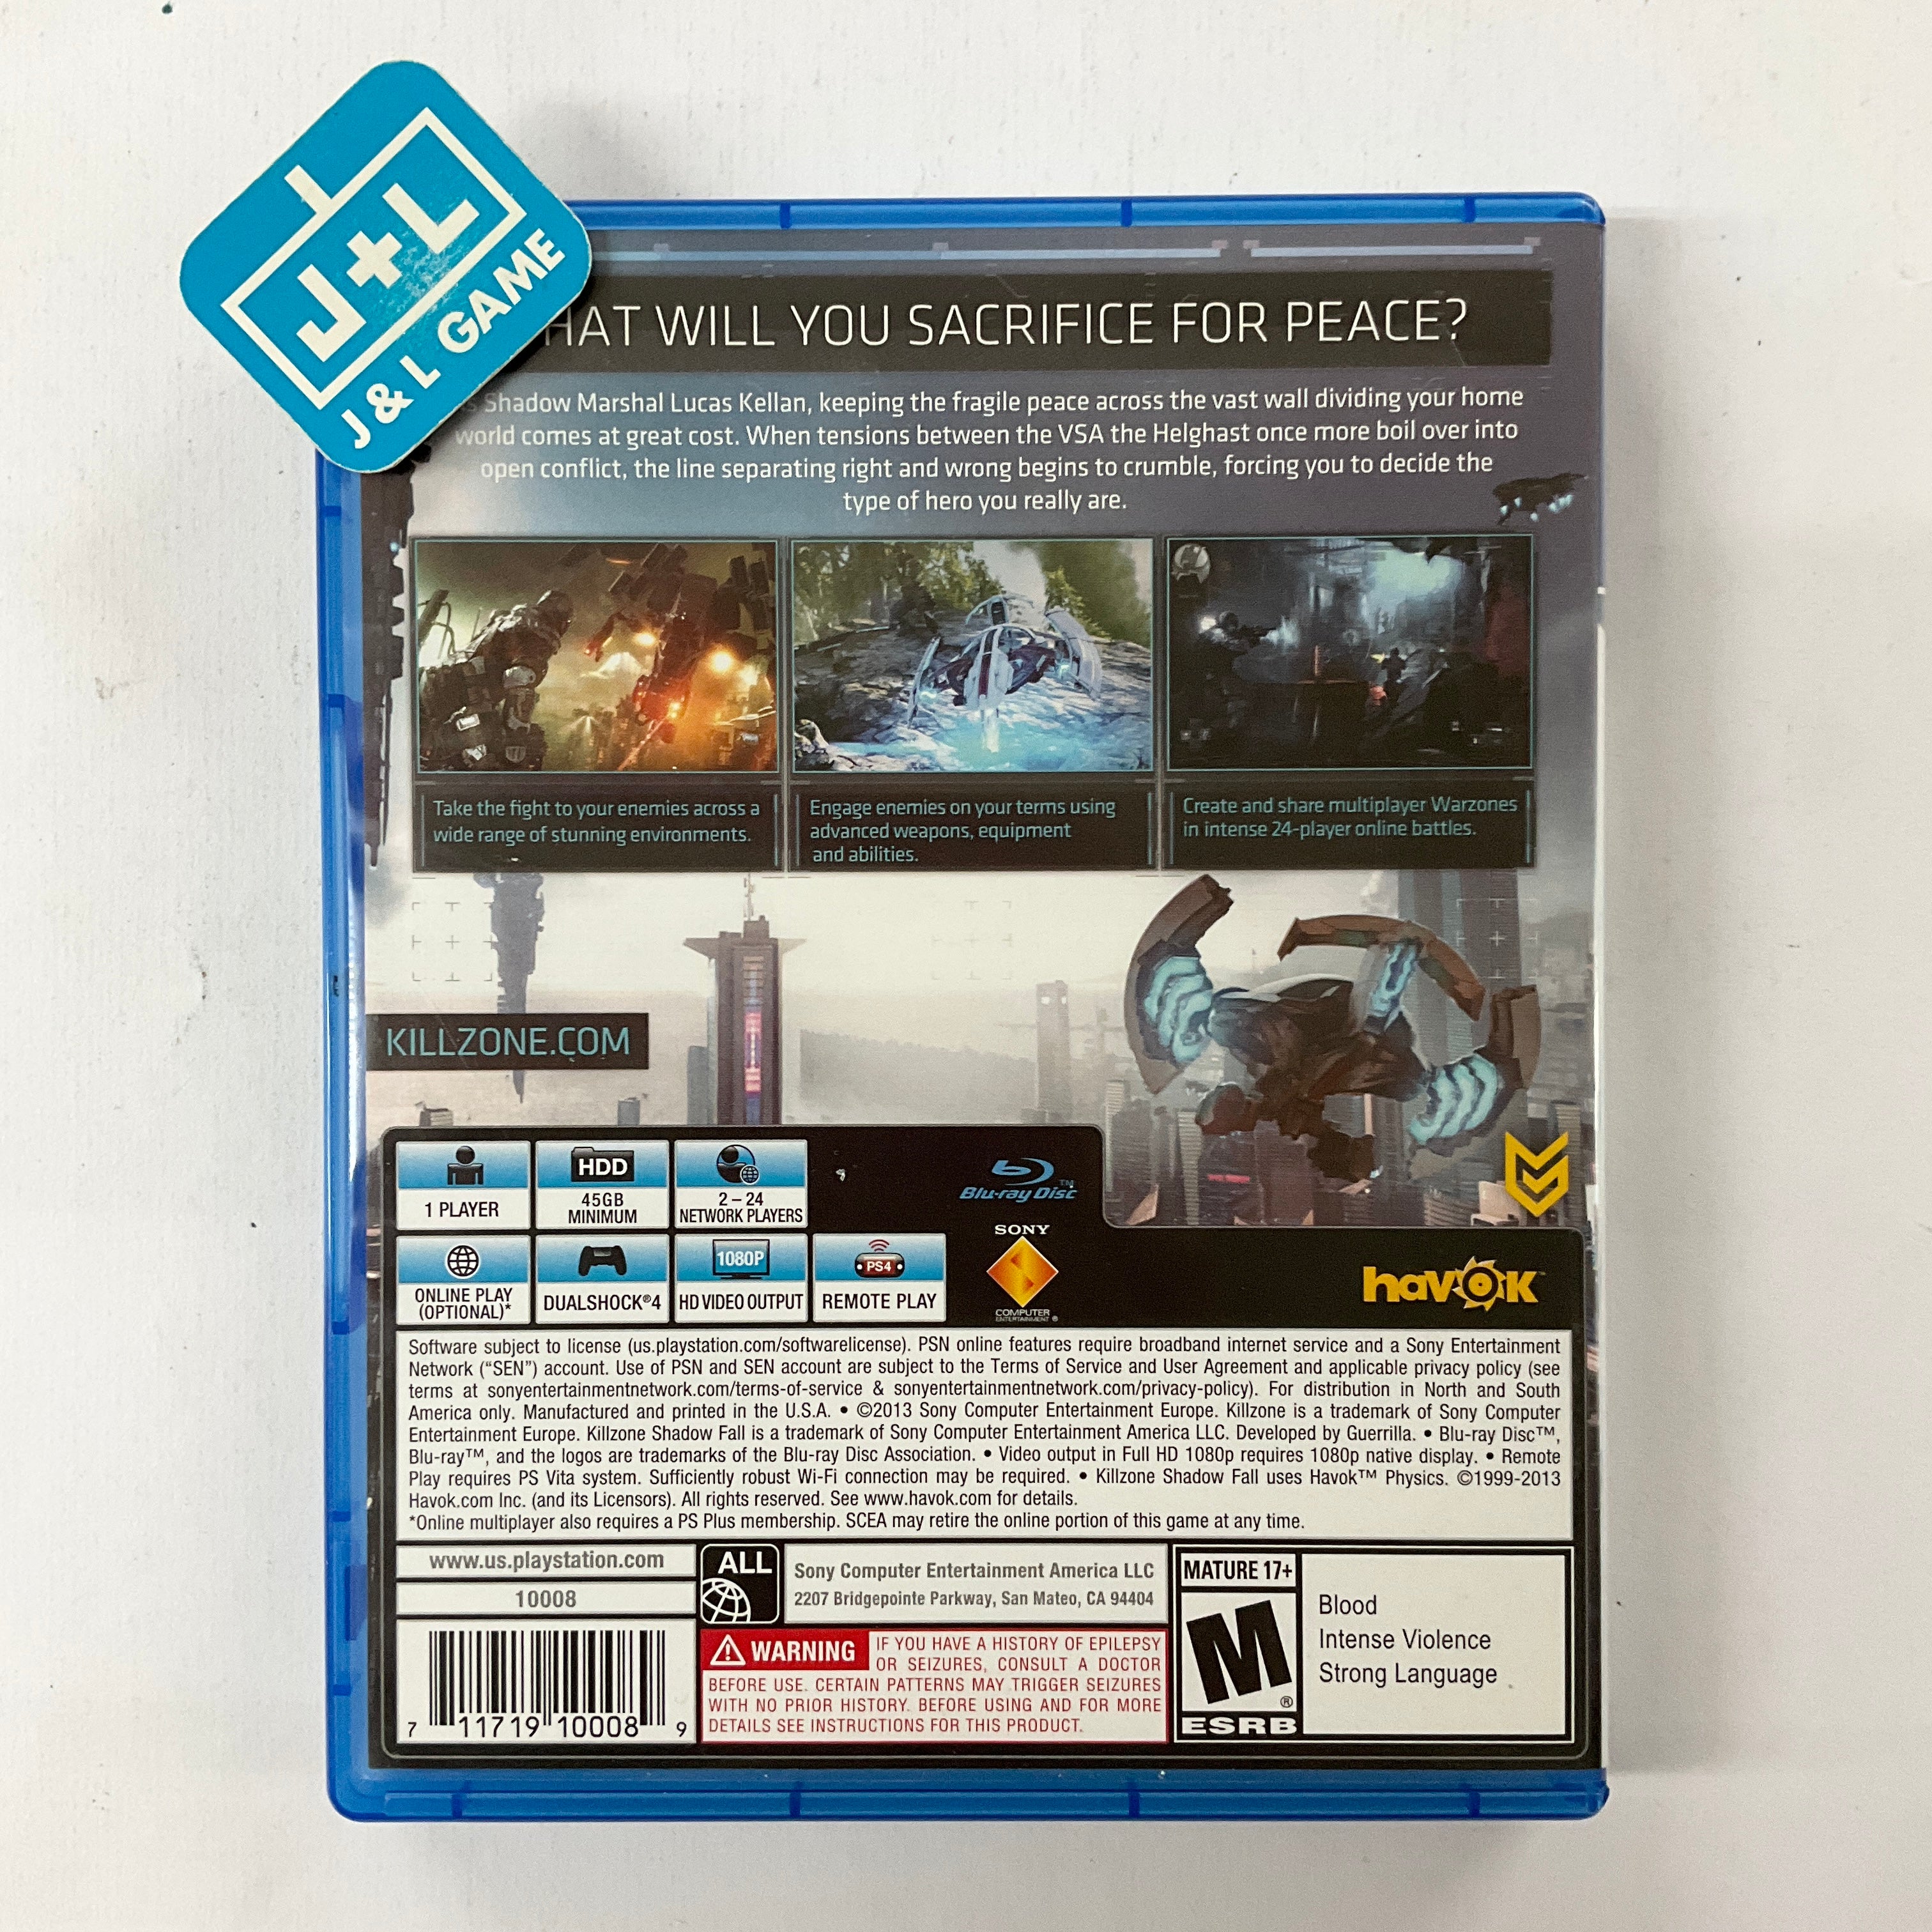 J+L
J & L GAME
WILL YOU SACRIFICE FOR PEACE?
Shadow Marshal Lucas Kellan, keeping the fragile peace across the vast wall dividing your home
world comes at great cost. When tensions between the VSA the Helghast once more boil over into
open conflict, the line separating right and wrong begins to crumble, forcing you to decide the
type of hero you really are.
Take the fight to your enemies across a
wide range of stunning environments.
Engage enemies on your terms using
advanced weapons, equipment
and abilities.
Create and share multiplayer Warzones
in intense 24-player online battles.
KILLZONE.COM
1 PLAYER
HDD
45GB
MINIMUM
2 – 24
NETWORK PLAYERS
Blu-ray Disc™
ONLINE PLAY
(OPTIONAL)*
DUALSHOCK®4
1080P
HD VIDEO OUTPUT
PS4
REMOTE PLAY
SONY
COMPUTER
ENTERTAINMENT ®
havok™
Software subject to license (us.playstation.com/softwarelicense). PSN online features require broadband internet service and a Sony Entertainment
Network (“SEN”) account. Use of PSN and SEN account are subject to the Terms of Service and User Agreement and applicable privacy policy (see
terms at sonyentertainmentnetwork.com/terms-of-service & sonyentertainmentnetwork.com/privacy-policy). For distribution in North and South
America only. Manufactured and printed in the U.S.A. • ©2013 Sony Computer Entertainment Europe. Killzone is a trademark of Sony Computer
Entertainment Europe. Killzone Shadow Fall is a trademark of Sony Computer Entertainment America LLC. Developed by Guerrilla. • Blu-ray Disc™,
Blu-ray™, and the logos are trademarks of the Blu-ray Disc Association. • Video output in Full HD 1080p requires 1080p native display. • Remote
Play requires PS Vita system. Sufficiently robust Wi-Fi connection may be required. • Killzone Shadow Fall uses Havok™ Physics. ©1999-2013
Havok.com Inc. (and its Licensors). All rights reserved. See www.havok.com for details.
*Online multiplayer also requires a PS Plus membership. SCEA may retire the online portion of this game at any time.
www.us.playstation.com
10008
7 11719 10008 9
ALL
Sony Computer Entertainment America LLC
2207 Bridgepointe Parkway, San Mateo, CA 94404
WARNING IF YOU HAVE A HISTORY OF EPILEPSY
OR SEIZURES, CONSULT A DOCTOR
BEFORE USE. CERTAIN PATTERNS MAY TRIGGER SEIZURES
WITH NO PRIOR HISTORY. BEFORE USING AND FOR MORE
DETAILS SEE INSTRUCTIONS FOR THIS PRODUCT.
MATURE 17+
M
®
ESRB
Blood
Intense Violence
Strong Language